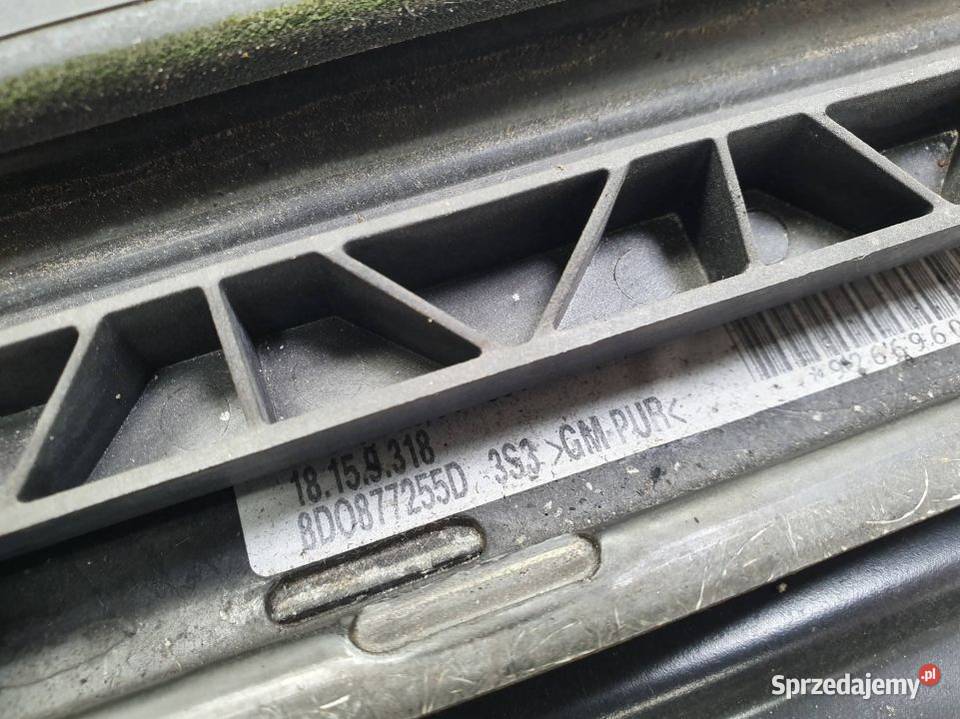 18.15.9.318
8D0877255D 3S3 >GM-PUR<
Sprzedajemy.pl